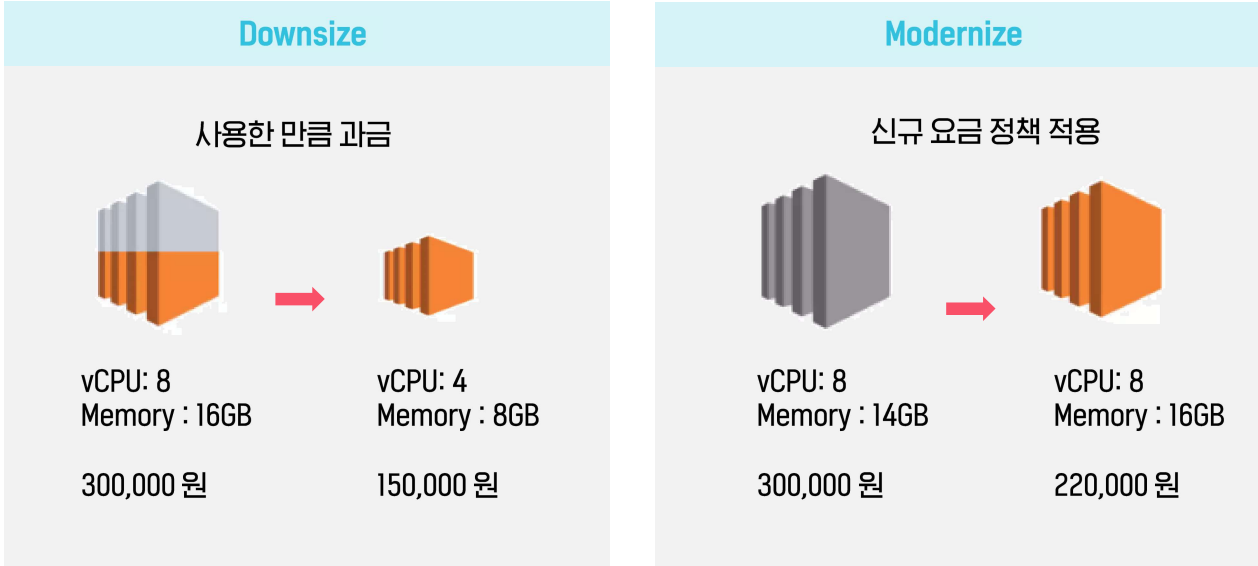 Downsize
사용한 만큼 과금
vCPU: 8
Memory : 16GB
300,000 원
vCPU: 4
Memory : 8GB
150,000 원
Modernize
신규 요금 정책 적용
vCPU: 8
Memory : 14GB
300,000 원
vCPU: 8
Memory : 16GB
220,000 원